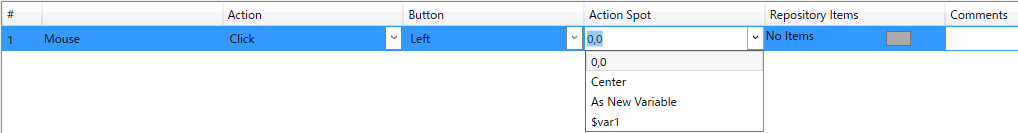 # Action Button Action Spot Repository Items Comments
1 Mouse Click Left 0,0 No Items
0,0
Center
As New Variable
$var1